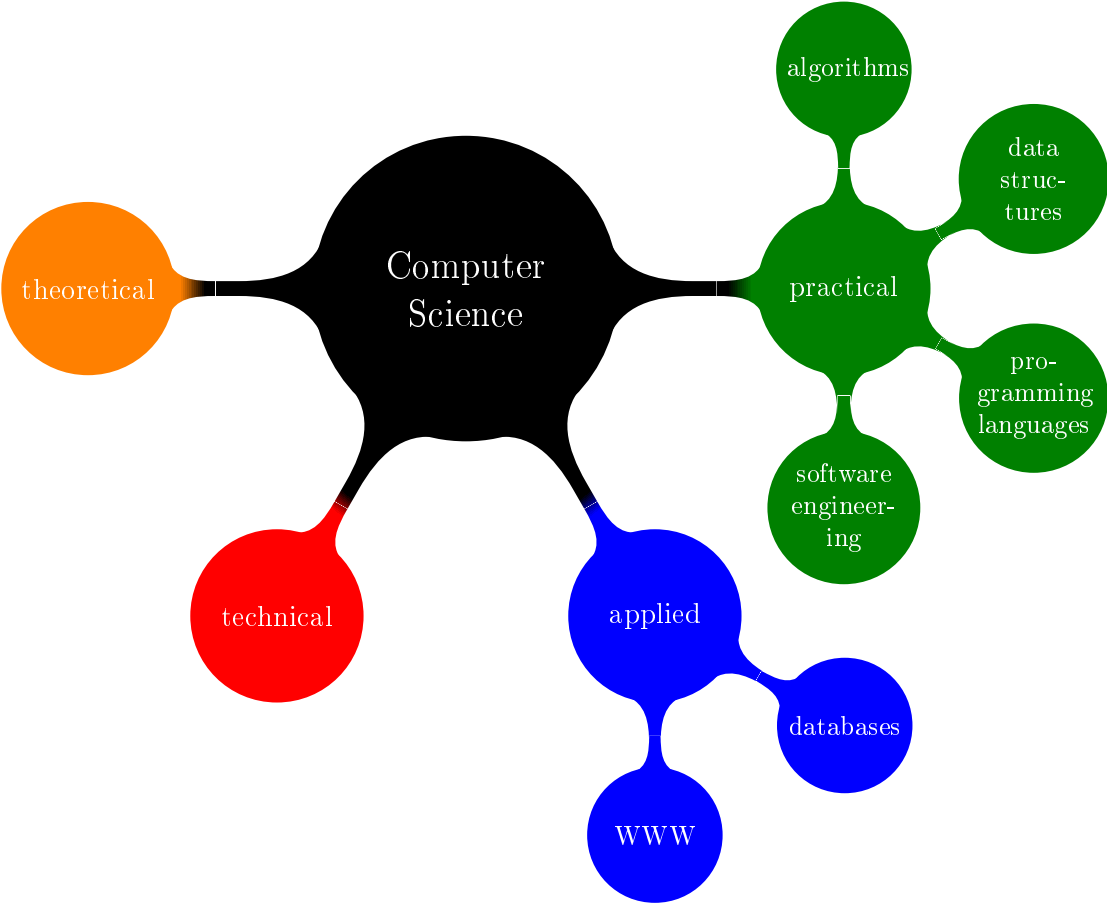 Computer
Science
practical
algorithms
data
struc-
tures
pro-
gramming
languages
software
engineer-
ing
applied
databases
WWW
technical
theoretical